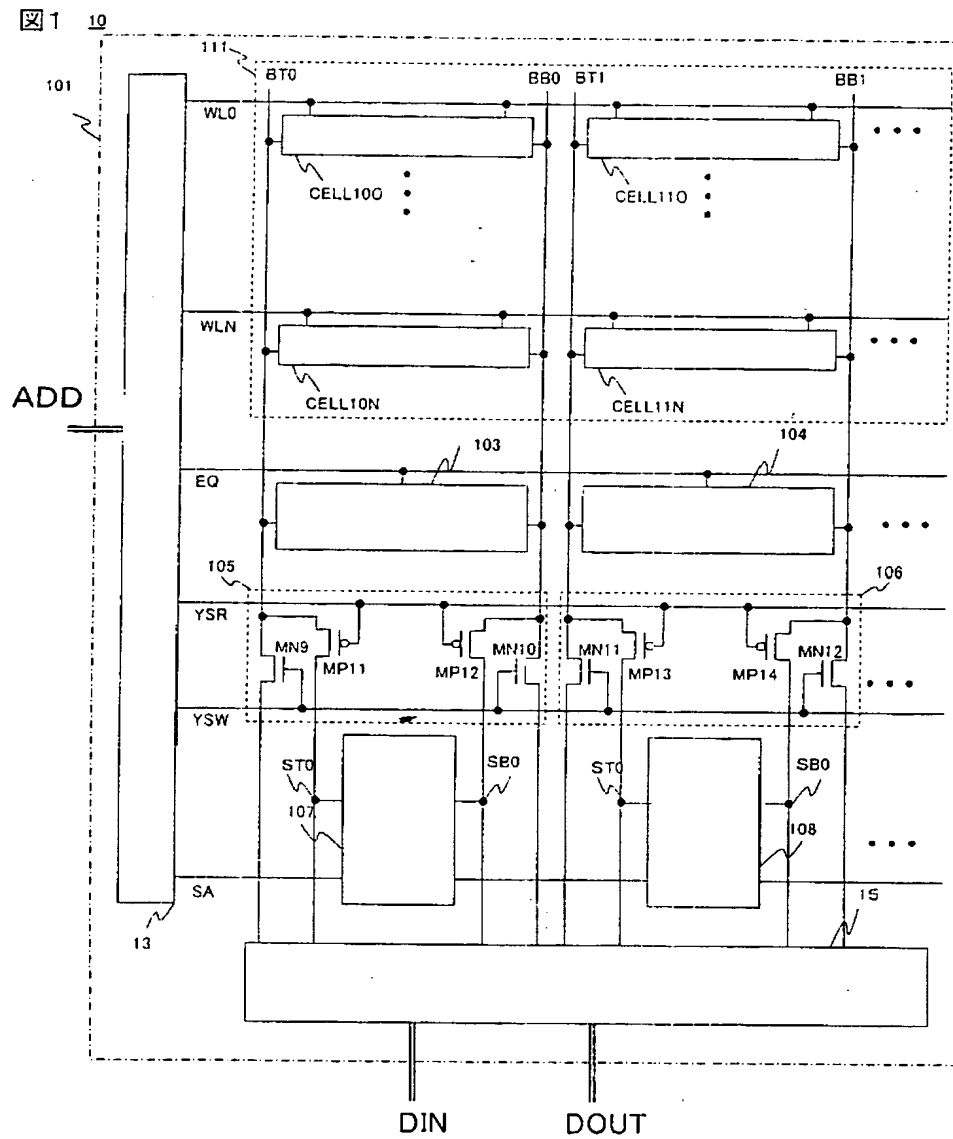 図1 10
111
BT0 BB0 BT1 BB1
101
WL0
CELL100 CELL110
WLN
CELL10N CELL11N
ADD
103 104
EQ
105 106
YSR
MN9 MP11 MP12 MN10 MN11 MP13 MP14 MN12
YSW
ST0 SB0 ST0 SB0
107 108
SA
13 15
DIN DOUT